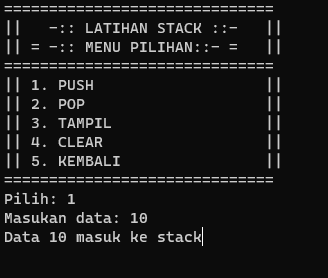 ==============================
||   -:: LATIHAN STACK ::-   ||
|| = -:: MENU PILIHAN::- =   ||
==============================
|| 1. PUSH                   ||
|| 2. POP                    ||
|| 3. TAMPIL                 ||
|| 4. CLEAR                  ||
|| 5. KEMBALI                ||
==============================
Pilih: 1
Masukan data: 10
Data 10 masuk ke stack